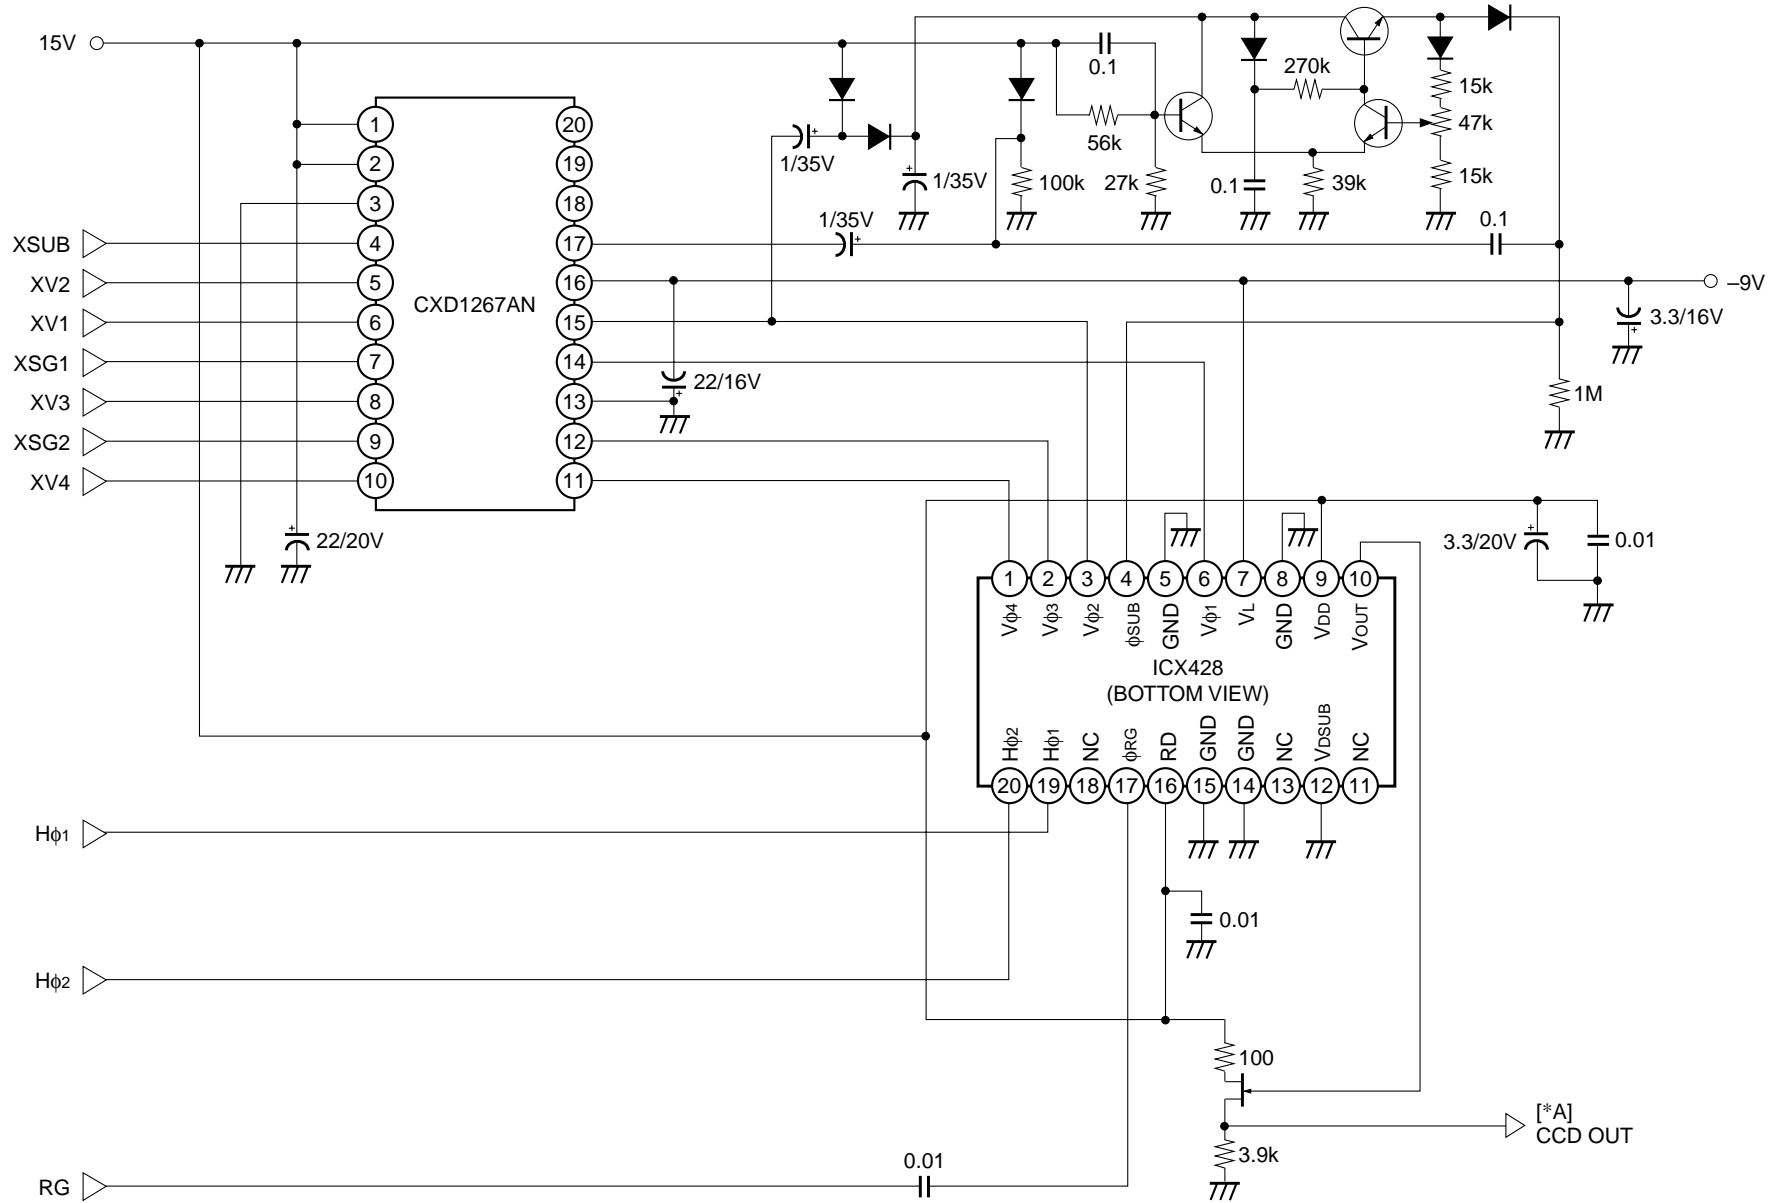 15V
0.1
270k
15k
56k
47k
1/35V
1/35V
100k
27k
0.1
39k
15k
1
2
3
4
5
6
7
8
9
10
20
19
18
17
16
15
14
13
12
11
CXD1267AN
XSUB
XV2
XV1
XSG1
XV3
XSG2
XV4
1/35V
0.1
–9V
3.3/16V
22/16V
1M
22/20V
3.3/20V
0.01
1
2
3
4
5
6
7
8
9
10
Vϕ4
Vϕ3
Vϕ2
ϕSUB
GND
Vϕ1
VL
GND
VDD
VOUT
ICX428
(BOTTOM VIEW)
Hϕ2
Hϕ1
NC
ϕRG
RD
GND
GND
NC
VDSUB
NC
20
19
18
17
16
15
14
13
12
11
Hϕ1
0.01
Hϕ2
100
[*A]
CCD OUT
3.9k
0.01
RG
+
+
+
+
+
+
+